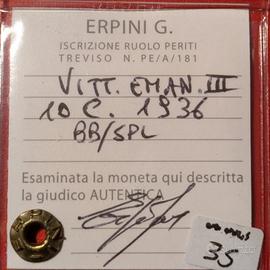 ERPINI G.
ISCRIZIONE RUOLO PERITI
TREVISO N. PE/A/181
VITT. EMAN. III
10 C. 1936
BB/SPL
Esaminata la moneta qui descritta
la giudico AUTENTICA
35